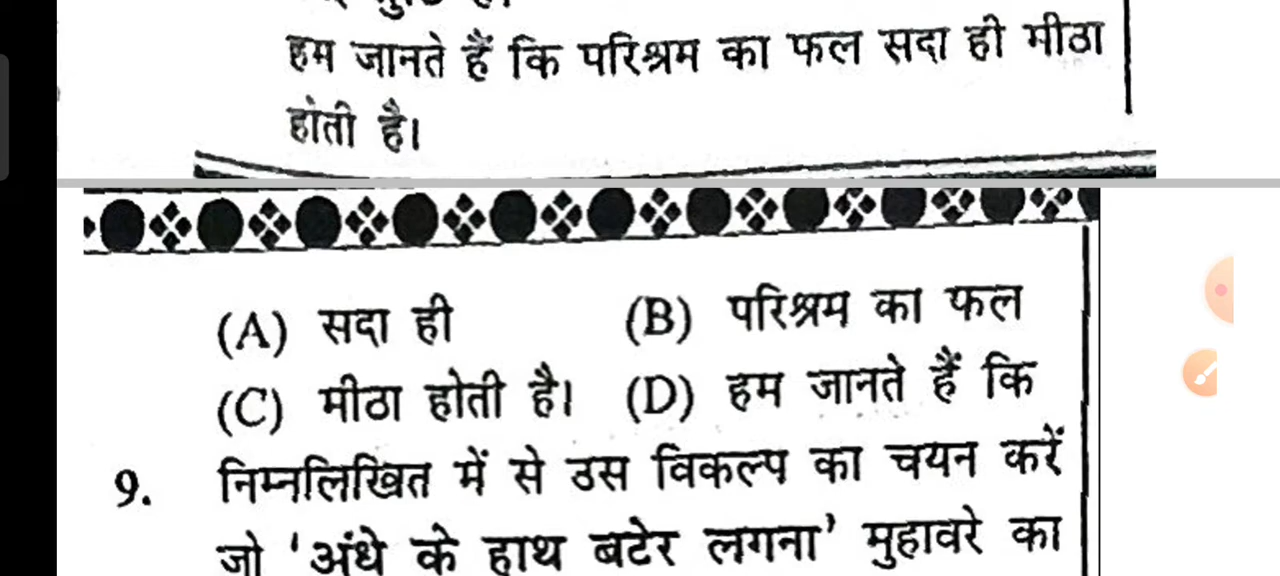 हम जानते हैं कि परिश्रम का फल सदा ही मीठा
होती है।
(A) सदा ही (B) परिश्रम का फल
(C) मीठा होती है। (D) हम जानते हैं कि
9. निम्नलिखित में से उस विकल्प का चयन करें
जो 'अंधे के हाथ बटेर लगना' मुहावरे का